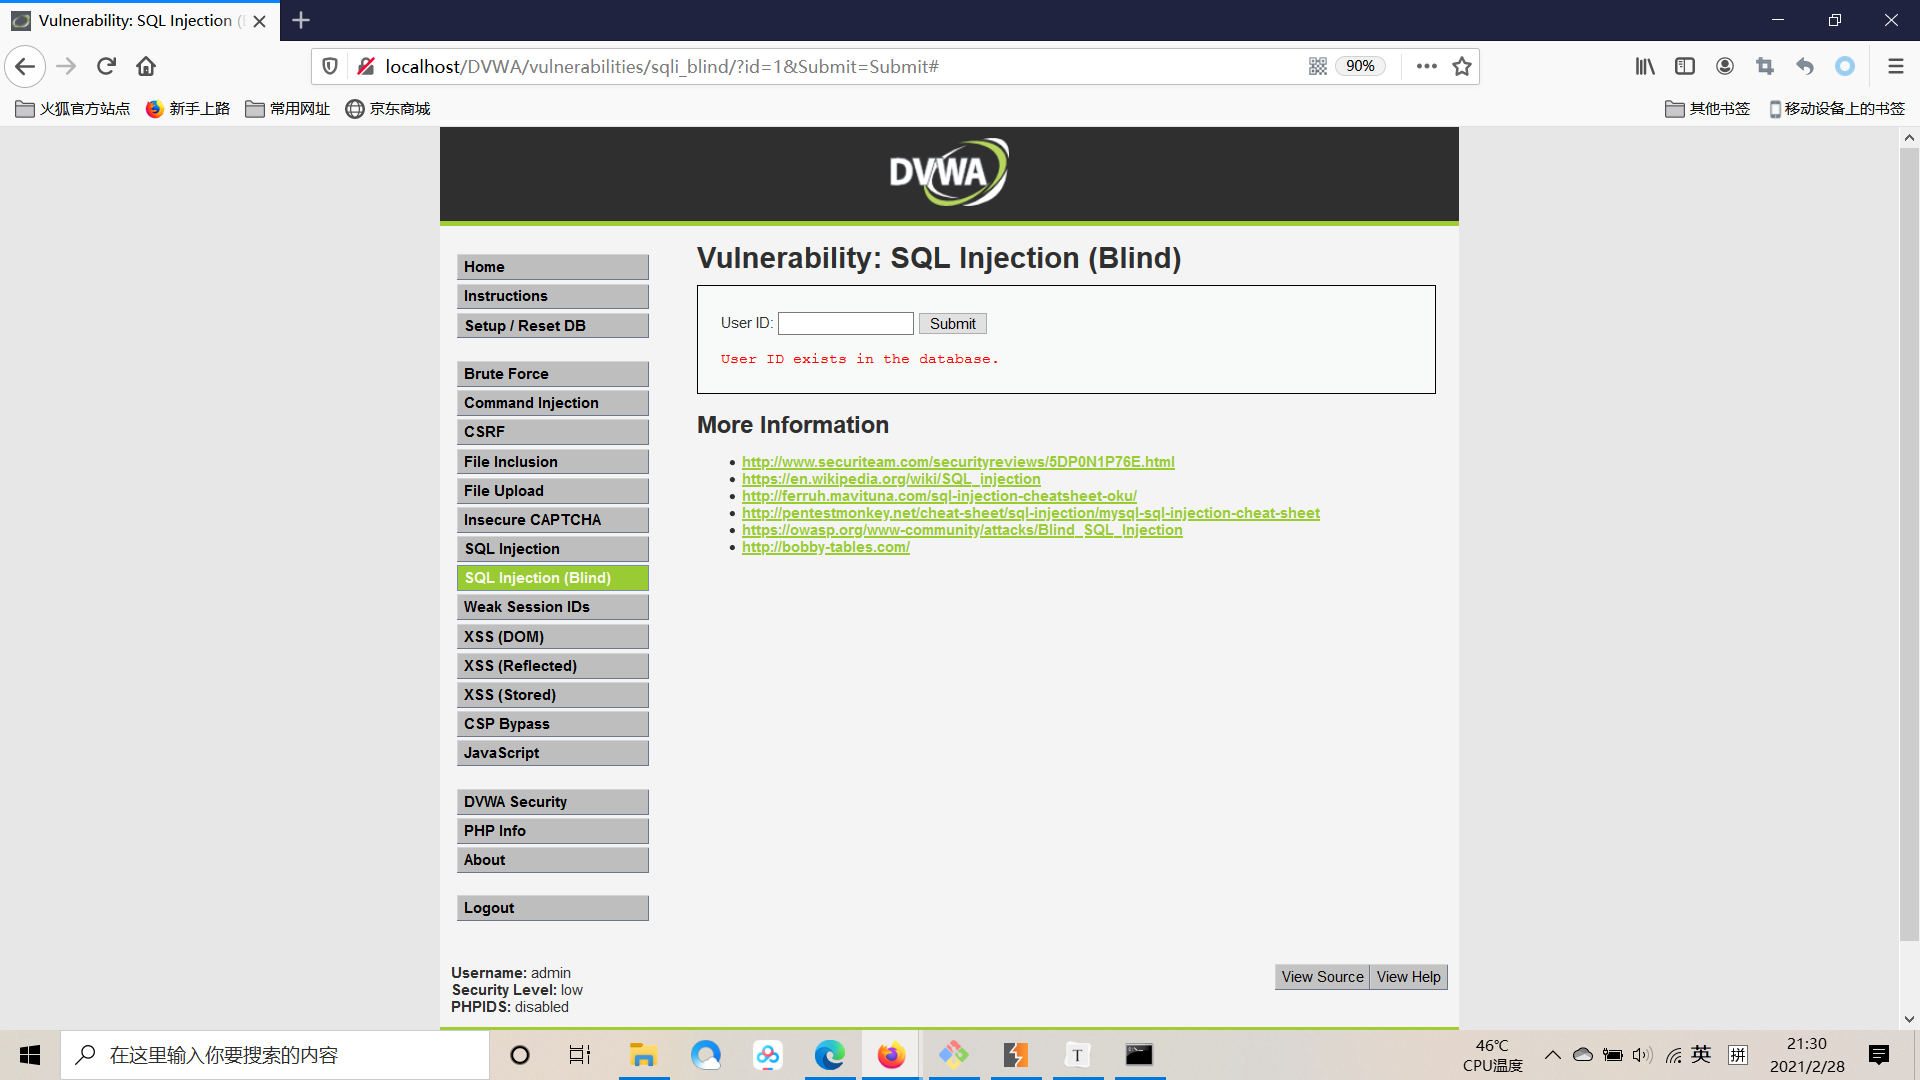 Vulnerability: SQL Injection (
localhost/DVWA/vulnerabilities/sqli_blind/?id=1&Submit=Submit#
90%
火狐官方站点
新手上路
常用网址
京东商城
其他书签
移动设备上的书签
DVWA
Home
Instructions
Setup / Reset DB
Brute Force
Command Injection
CSRF
File Inclusion
File Upload
Insecure CAPTCHA
SQL Injection
SQL Injection (Blind)
Weak Session IDs
XSS (DOM)
XSS (Reflected)
XSS (Stored)
CSP Bypass
JavaScript
DVWA Security
PHP Info
About
Logout
Vulnerability: SQL Injection (Blind)
User ID:
Submit
User ID exists in the database.
More Information
http://www.securiteam.com/securityreviews/5DP0N1P76E.html
https://en.wikipedia.org/wiki/SQL_injection
http://ferruh.mavituna.com/sql-injection-cheatsheet-oku/
http://pentestmonkey.net/cheat-sheet/sql-injection/mysql-sql-injection-cheat-sheet
https://owasp.org/www-community/attacks/Blind_SQL_Injection
http://bobby-tables.com/
Username: admin
Security Level: low
PHPIDS: disabled
View Source
View Help
在这里输入你要搜索的内容
T
46℃
CPU温度
英
拼
21:30
2021/2/28